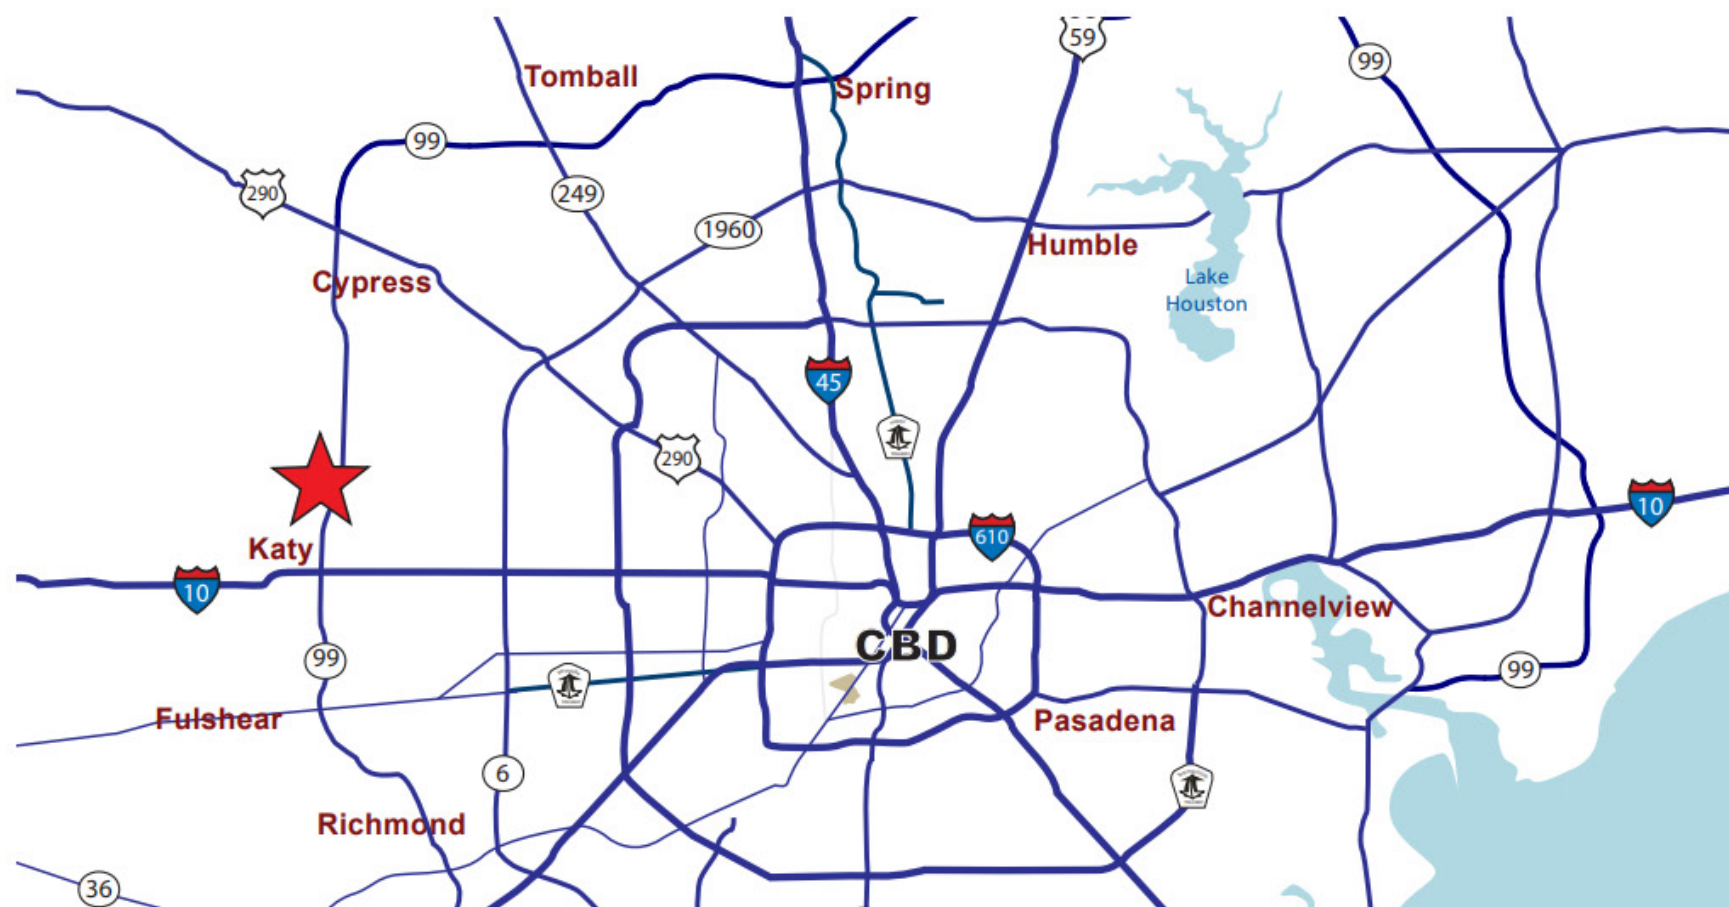 59
99
Tomball
Spring
99
290
249
1960
Humble
Cypress
Lake
Houston
45
290
10
610
Katy
10
Channelview
CBD
99
99
Fulshear
Pasadena
6
Richmond
36